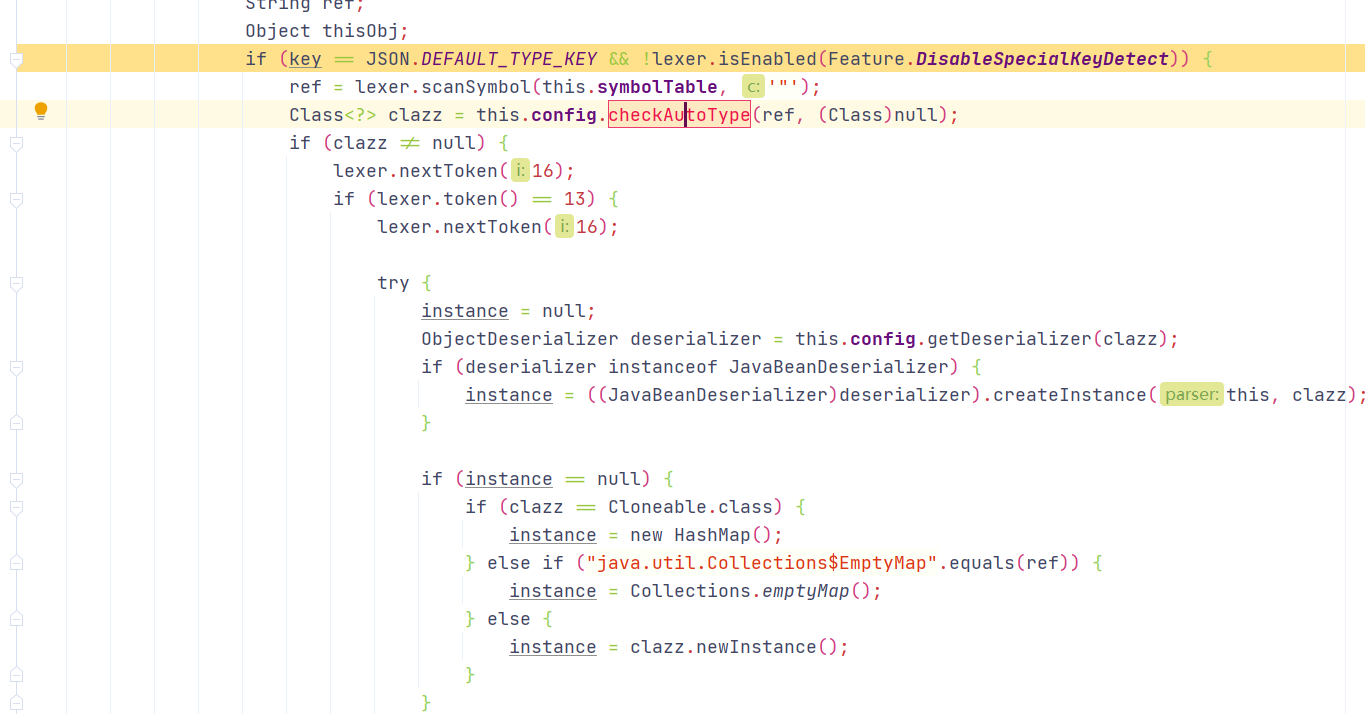 String ref;
Object thisObj;
if (key == JSON.DEFAULT_TYPE_KEY && !lexer.isEnabled(Feature.DisableSpecialKeyDetect)) {
ref = lexer.scanSymbol(this.symbolTable, c: '"');
Class<?> clazz = this.config.checkAutoType(ref, (Class)null);
if (clazz != null) {
lexer.nextToken(i: 16);
if (lexer.token() == 13) {
lexer.nextToken(i: 16);
try {
instance = null;
ObjectDeserializer deserializer = this.config.getDeserializer(clazz);
if (deserializer instanceof JavaBeanDeserializer) {
instance = ((JavaBeanDeserializer)deserializer).createInstance(parser: this, clazz);
}
if (instance == null) {
if (clazz == Cloneable.class) {
instance = new HashMap();
} else if ("java.util.Collections$EmptyMap".equals(ref)) {
instance = Collections.emptyMap();
} else {
instance = clazz.newInstance();
}
}